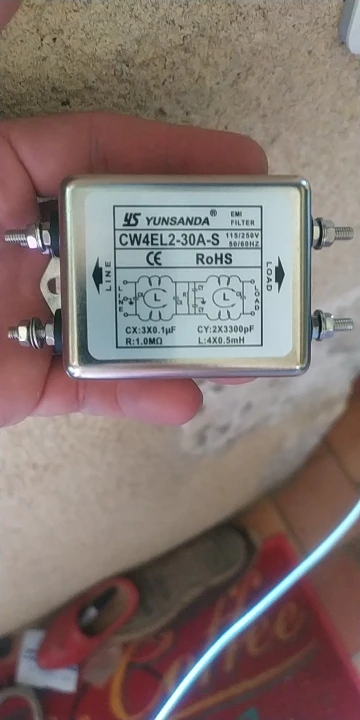 YS YUNSANDA® EMI FILTER
CW4EL2-30A-S 115/250V 50/60HZ
CE RoHS
LINE
LOAD
L L
CX:3X0.1µF CY:2X3300pF
R:1.0MΩ L:4X0.5mH
Coffee